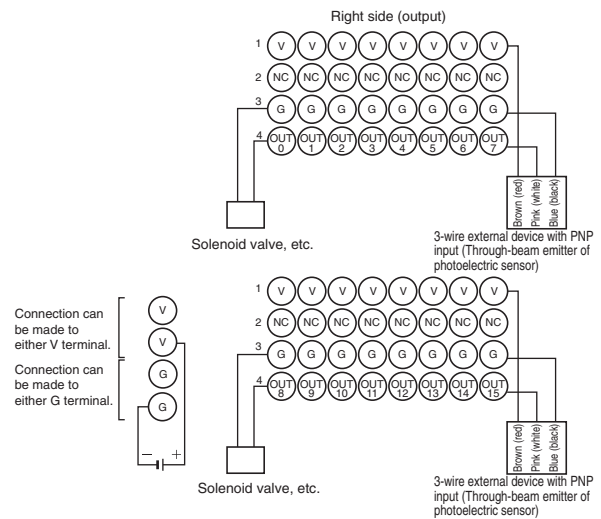 Right side (output)
1 V V V V V V V V
2 NC NC NC NC NC NC NC NC
3 G G G G G G G G
4 OUT 0 OUT 1 OUT 2 OUT 3 OUT 4 OUT 5 OUT 6 OUT 7
Brown (red)
Pink (white)
Blue (black)
Solenoid valve, etc.
3-wire external device with PNP
input (Through-beam emitter of
photoelectric sensor)
1 V V V V V V V V
2 NC NC NC NC NC NC NC NC
3 G G G G G G G G
4 OUT 8 OUT 9 OUT 10 OUT 11 OUT 12 OUT 13 OUT 14 OUT 15
Connection can
be made to
either V terminal.
Connection can
be made to
either G terminal.
V
V
G
G
− +
Brown (red)
Pink (white)
Blue (black)
Solenoid valve, etc.
3-wire external device with PNP
input (Through-beam emitter of
photoelectric sensor)